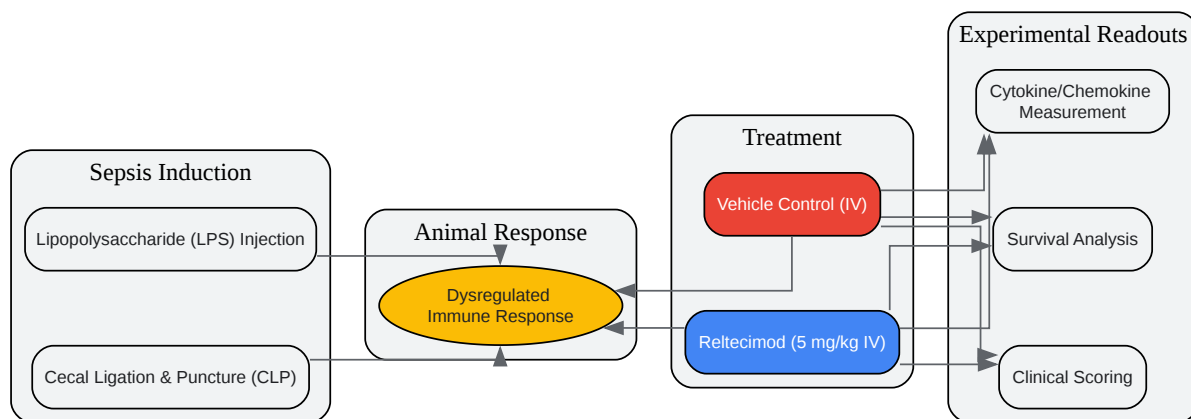 Sepsis Induction
Lipopolysaccharide (LPS) Injection
Cecal Ligation & Puncture (CLP)
Animal Response
Dysregulated
Immune Response
Treatment
Vehicle Control (IV)
Reltecimod (5 mg/kg IV)
Experimental Readouts
Cytokine/Chemokine
Measurement
Survival Analysis
Clinical Scoring